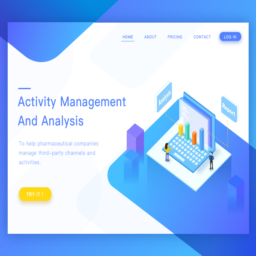 HOME ABOUT PRICING CONTACT LOG IN
Activity Management
And Analysis
To help pharmaceutical companies
manage third-party channels and
activities.
TRY IT !
Report